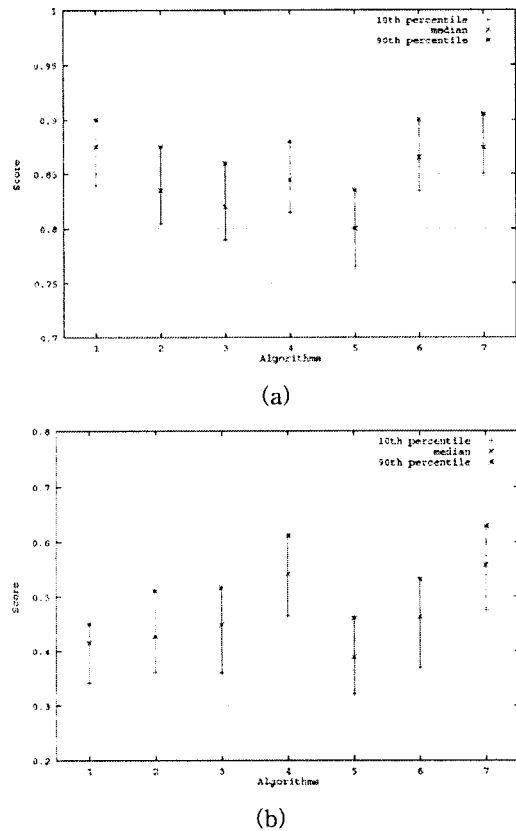 1
0.95
0.9
0.85
0.8
0.75
0.7
Score
10th percentile
median
90th percentile
1 2 3 4 5 6 7
Algorithms
(a)
0.8
0.7
0.6
0.5
0.4
0.3
0.2
Score
10th percentile
median
90th percentile
1 2 3 4 5 6 7
Algorithms
(b)